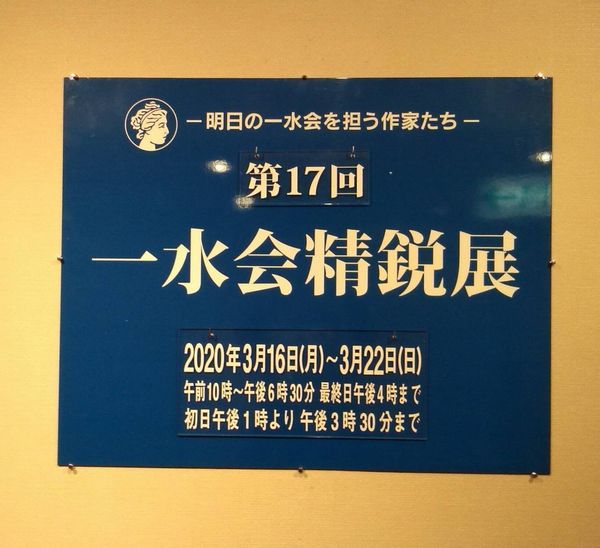 －明日の一水会を担う作家たち－
第17回
一水会精鋭展
2020年3月16日(月)～3月22日(日)
午前10時～午後6時30分 最終日午後4時まで
初日午後1時より 午後3時30分まで